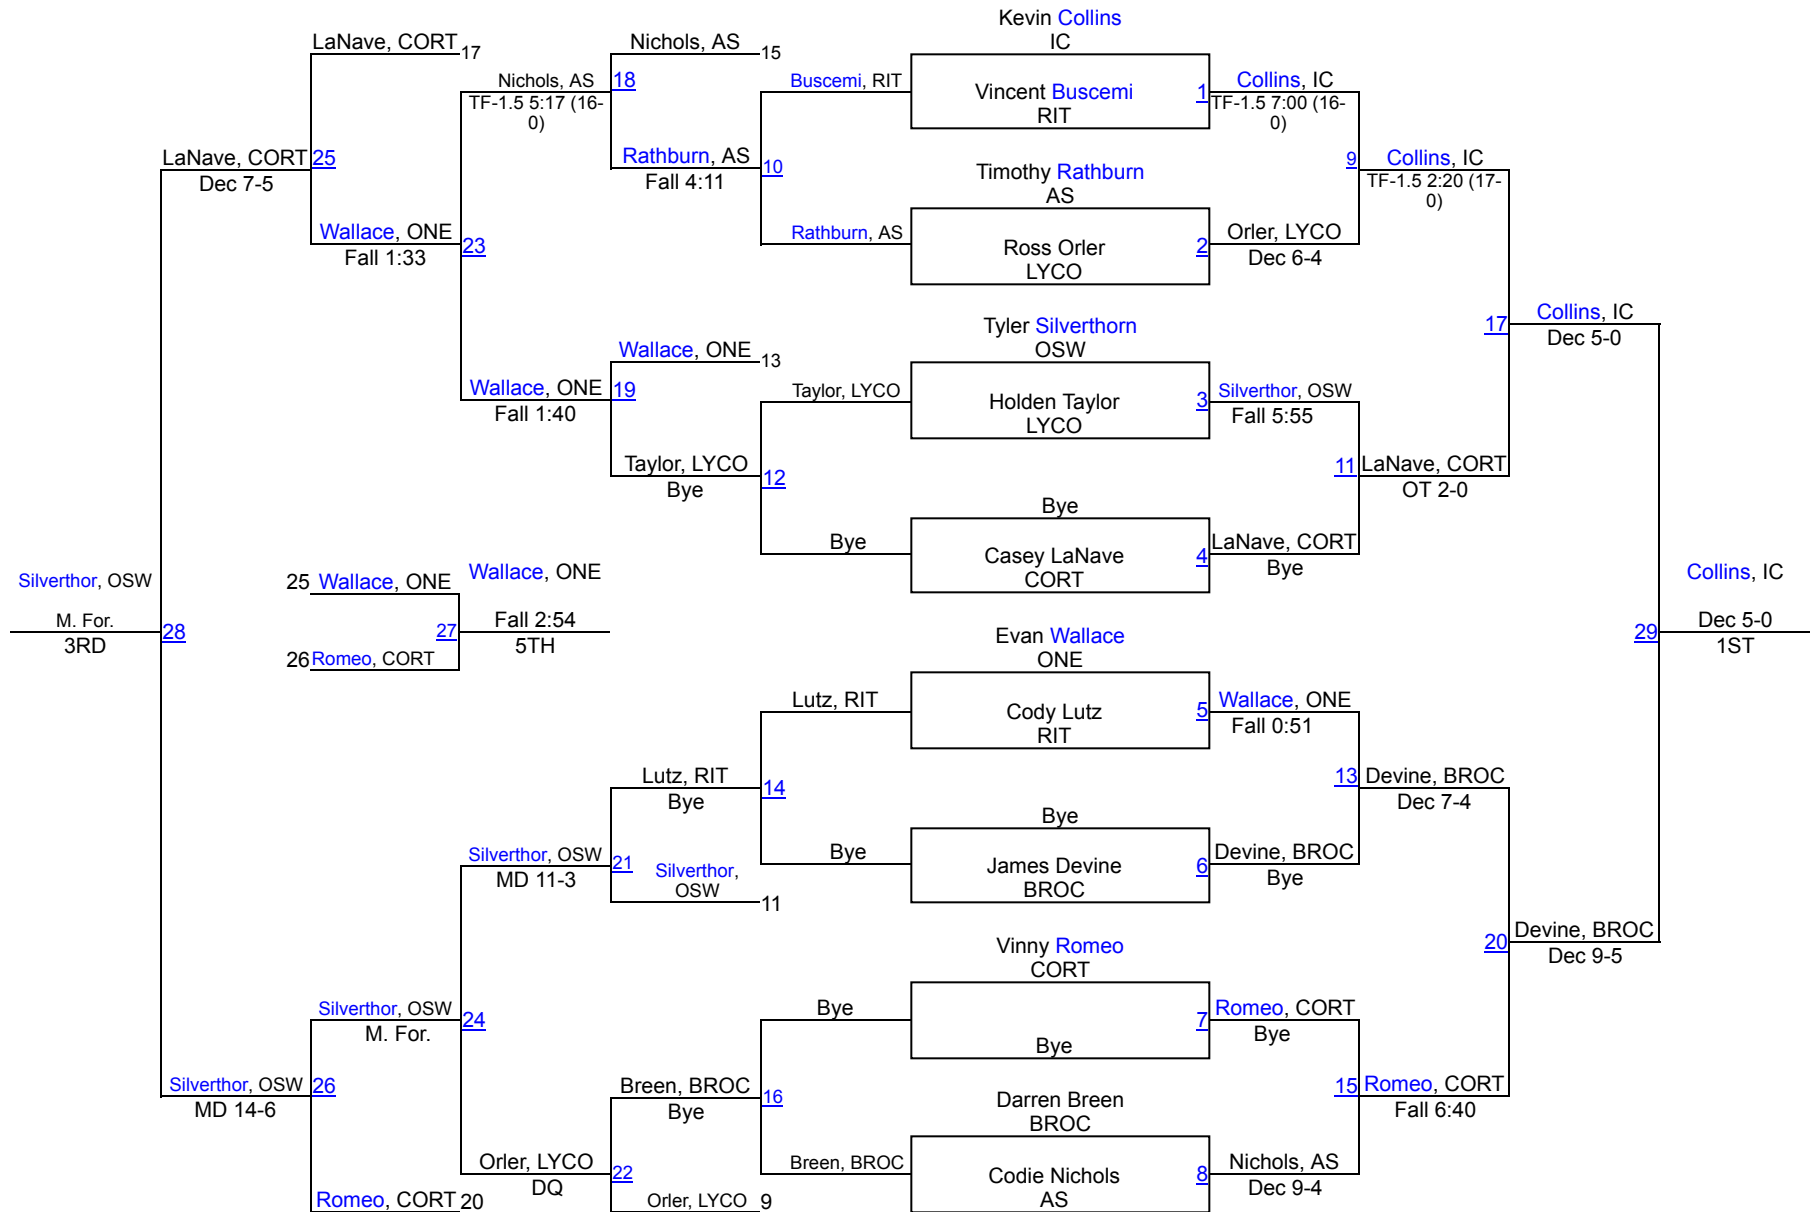 Kevin Collins
IC
Vincent Buscemi
RIT
1
Timothy Rathburn
AS
Ross Orler
LYCO
2
Tyler Silverthorn
OSW
Holden Taylor
LYCO
3
Bye
Casey LaNave
CORT
4
Evan Wallace
ONE
Cody Lutz
RIT
5
Bye
James Devine
BROC
6
Vinny Romeo
CORT
Bye
7
Darren Breen
BROC
Codie Nichols
AS
8
Collins, IC
TF-1.5 7:00 (16-
0)
9
Orler, LYCO
Dec 6-4
Silverthor, OSW
Fall 5:55
11
LaNave, CORT
Bye
Wallace, ONE
Fall 0:51
13
Devine, BROC
Bye
Romeo, CORT
Bye
15
Nichols, AS
Dec 9-4
Collins, IC
TF-1.5 2:20 (17-
0)
17
LaNave, CORT
OT 2-0
Devine, BROC
Dec 7-4
20
Romeo, CORT
Fall 6:40
Collins, IC
Dec 5-0
29
Devine, BROC
Dec 9-5
Collins, IC
Dec 5-0
1ST
Buscemi, RIT
10
Rathburn, AS
Taylor, LYCO
12
Bye
Lutz, RIT
14
Bye
Bye
16
Breen, BROC
Nichols, AS
15
18
Rathburn, AS
Fall 4:11
Wallace, ONE
13
19
Taylor, LYCO
Bye
Lutz, RIT
Bye
21
Silverthor,
OSW
11
Breen, BROC
Bye
22
Orler, LYCO
9
Nichols, AS
TF-1.5 5:17 (16-
0)
23
Wallace, ONE
Fall 1:40
Silverthor, OSW
MD 11-3
24
Orler, LYCO
DQ
LaNave, CORT
17
25
Wallace, ONE
Fall 1:33
Silverthor, OSW
M. For.
26
Romeo, CORT
20
LaNave, CORT
Dec 7-5
28
Silverthor, OSW
MD 14-6
Silverthor, OSW
M. For.
3RD
25
Wallace, ONE
27
26
Romeo, CORT
Wallace, ONE
Fall 2:54
5TH